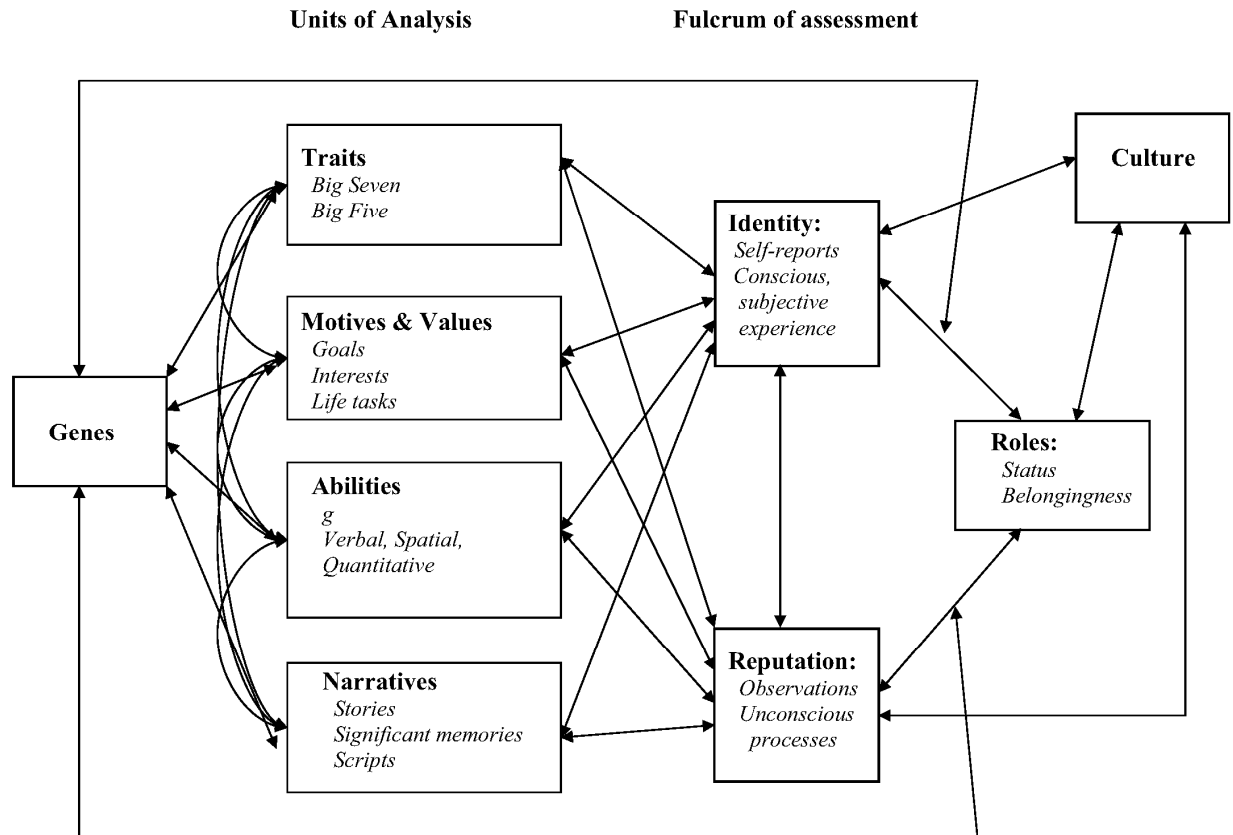 Units of Analysis
Fulcrum of assessment
Traits
Big Seven
Big Five
Motives & Values
Goals
Interests
Life tasks
Genes
Abilities
g
Verbal, Spatial,
Quantitative
Narratives
Stories
Significant memories
Scripts
Identity:
Self-reports
Conscious,
subjective
experience
Reputation:
Observations
Unconscious
processes
Culture
Roles:
Status
Belongingness